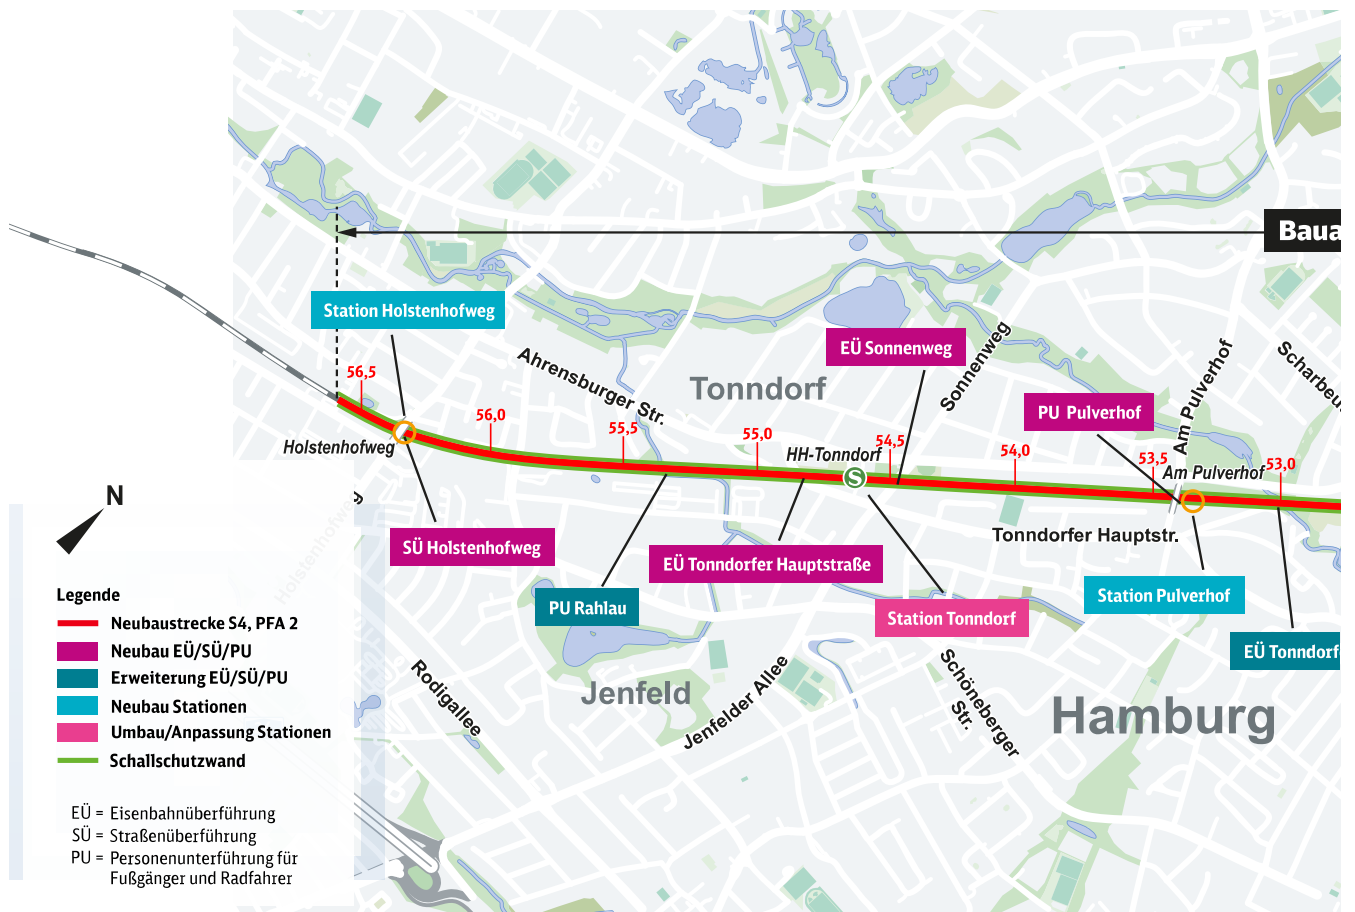 Baua
Station Holstenhofweg
EÜ Sonnenweg
Sonnenweg
Am Pulverhof
Ahrensburger Str.
Tonndorf
PU Pulverhof
56,5
56,0
55,5
55,0
54,5
54,0
53,5
53,0
Holstenhofweg
HH-Tonndorf
S
Am Pulverhof
N
Holstenhofweg
SÜ Holstenhofweg
EÜ Tonndorfer Hauptstraße
Tonndorfer Hauptstr.
PU Rahlau
Station Tonndorf
Station Pulverhof
EÜ Tonndorf
Rodigallee
Jenfeld
Jenfelder Allee
Schöneberger
Str.
Hamburg
Legende
Neubaustrecke S4, PFA 2
Neubau EÜ/SÜ/PU
Erweiterung EÜ/SÜ/PU
Neubau Stationen
Umbau/Anpassung Stationen
Schallschutzwand
EÜ = Eisenbahnüberführung
SÜ = Straßenüberführung
PU = Personenunterführung für
Fußgänger und Radfahrer